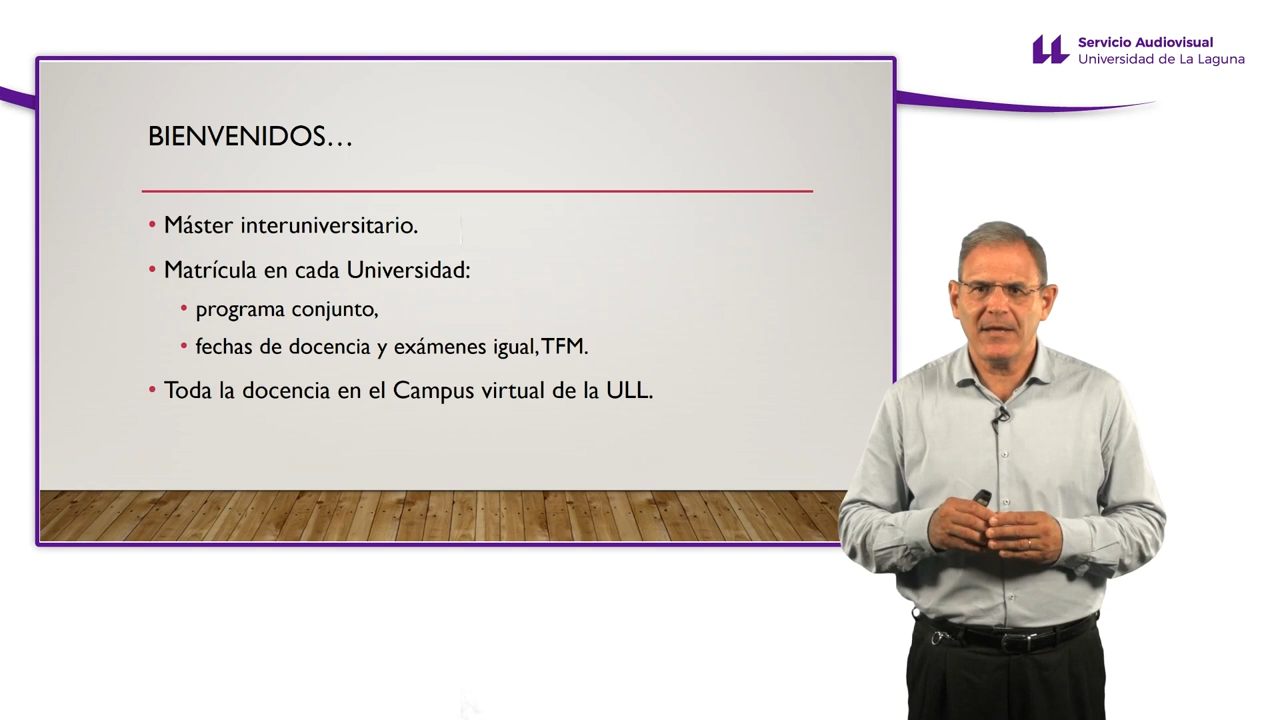 Servicio Audiovisual
Universidad de La Laguna
BIENVENIDOS...
• Máster interuniversitario.
• Matrícula en cada Universidad:
• programa conjunto,
• fechas de docencia y exámenes igual,TFM.
• Toda la docencia en el Campus virtual de la ULL.